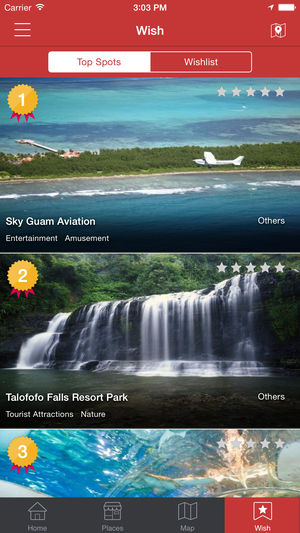 3:03 PM
Wish
Top Spots Wishlist
1
Sky Guam Aviation Others
Entertainment Amusement
2
Talofofo Falls Resort Park Others
Tourist Attractions Nature
3
Home Places Map Wish